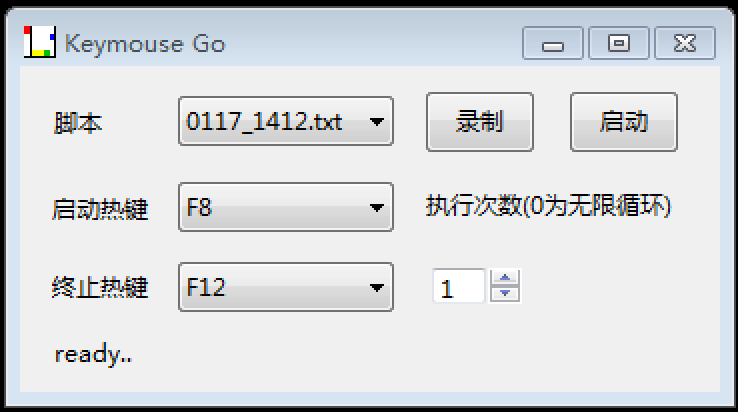 Keymouse Go
脚本 0117_1412.txt 录制 启动
启动热键 F8 执行次数(0为无限循环)
终止热键 F12 1
ready..